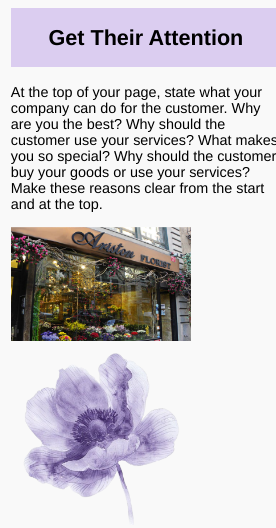 Get Their Attention
At the top of your page, state what your
company can do for the customer. Why
are you the best? Why should the
customer use your services? What makes
you so special? Why should the customer
buy your goods or use your services?
Make these reasons clear from the start
and at the top.
FLORIST